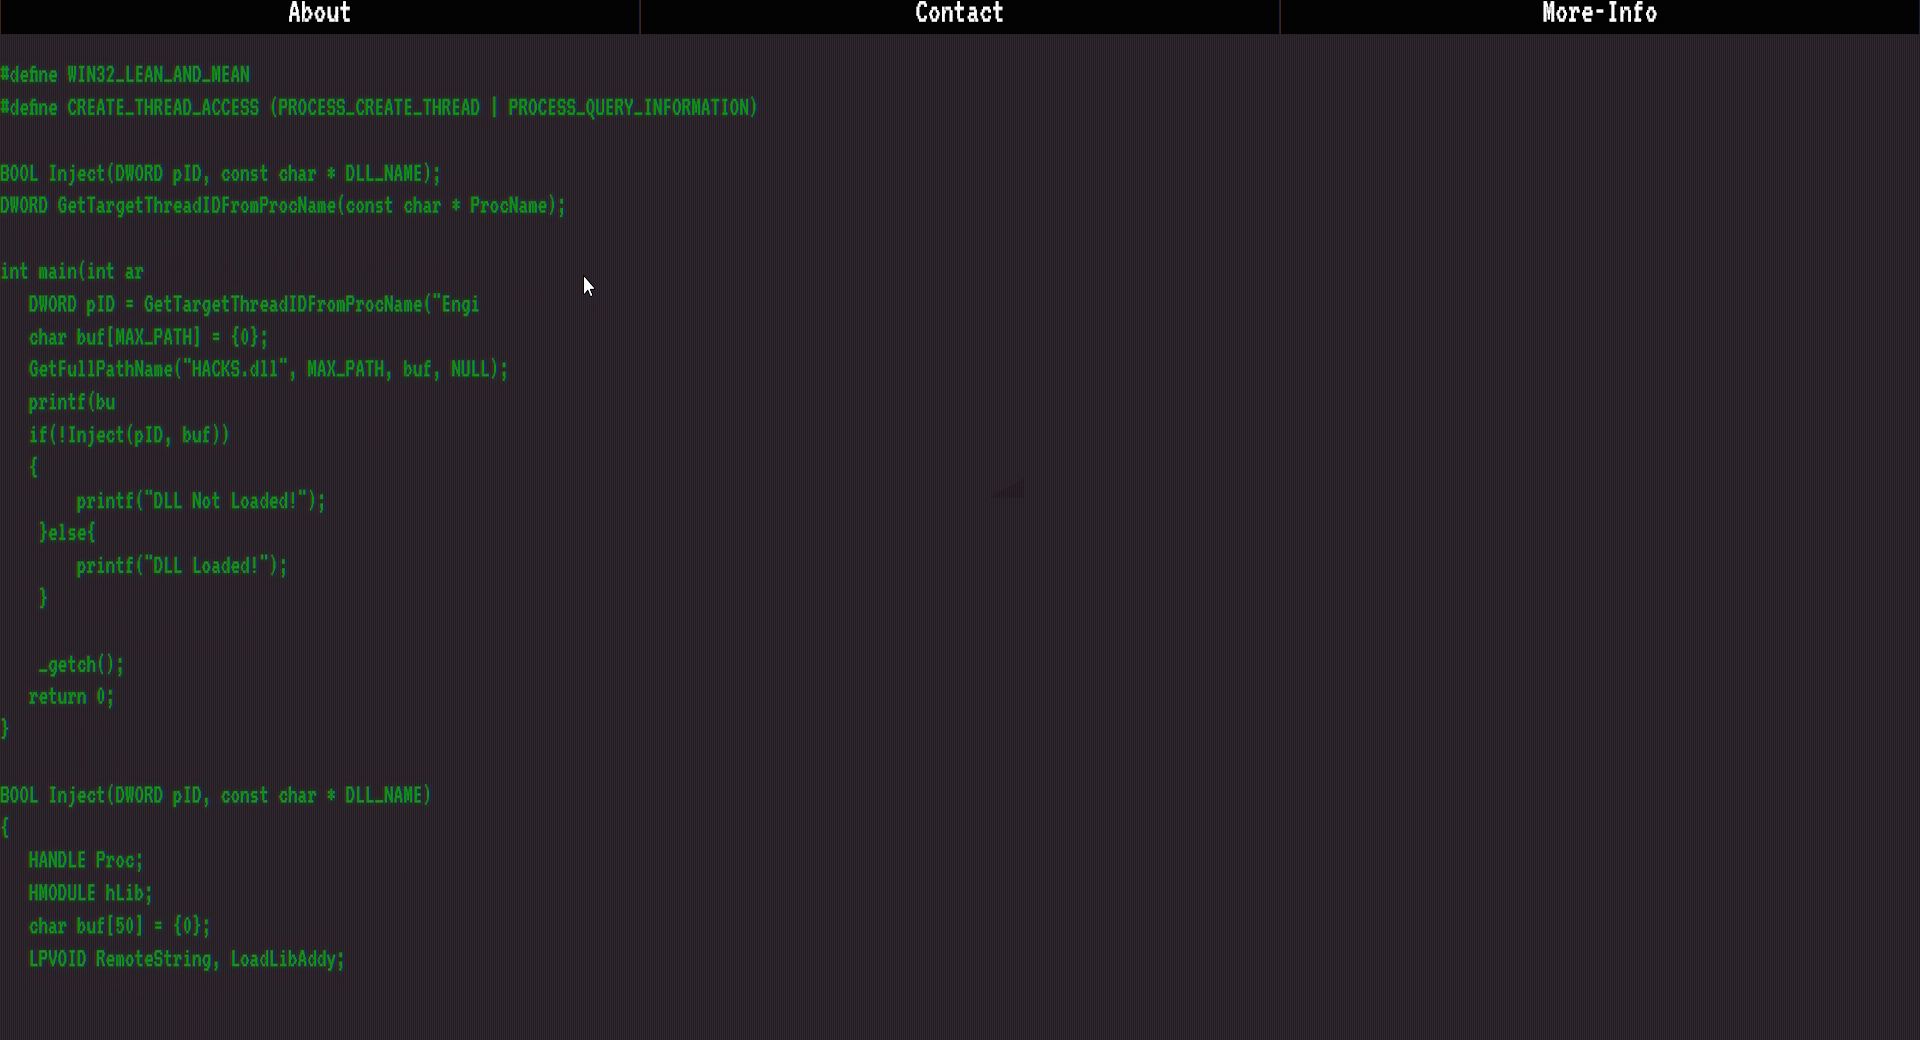 About
Contact
More-Info
#define WIN32_LEAN_AND_MEAN
#define CREATE_THREAD_ACCESS (PROCESS_CREATE_THREAD | PROCESS_QUERY_INFORMATION)
BOOL Inject(DWORD pID, const char * DLL_NAME);
DWORD GetTargetThreadIDFromProcName(const char * ProcName);
int main(int ar
DWORD pID = GetTargetThreadIDFromProcName("Engi
char buf[MAX_PATH] = {0};
GetFullPathName("HACKS.dll", MAX_PATH, buf, NULL);
printf(bu
if(!Inject(pID, buf))
{
printf("DLL Not Loaded!");
}else{
printf("DLL Loaded!");
}
_getch();
return 0;
}
BOOL Inject(DWORD pID, const char * DLL_NAME)
{
HANDLE Proc;
HMODULE hLib;
char buf[50] = {0};
LPVOID RemoteString, LoadLibAddy;